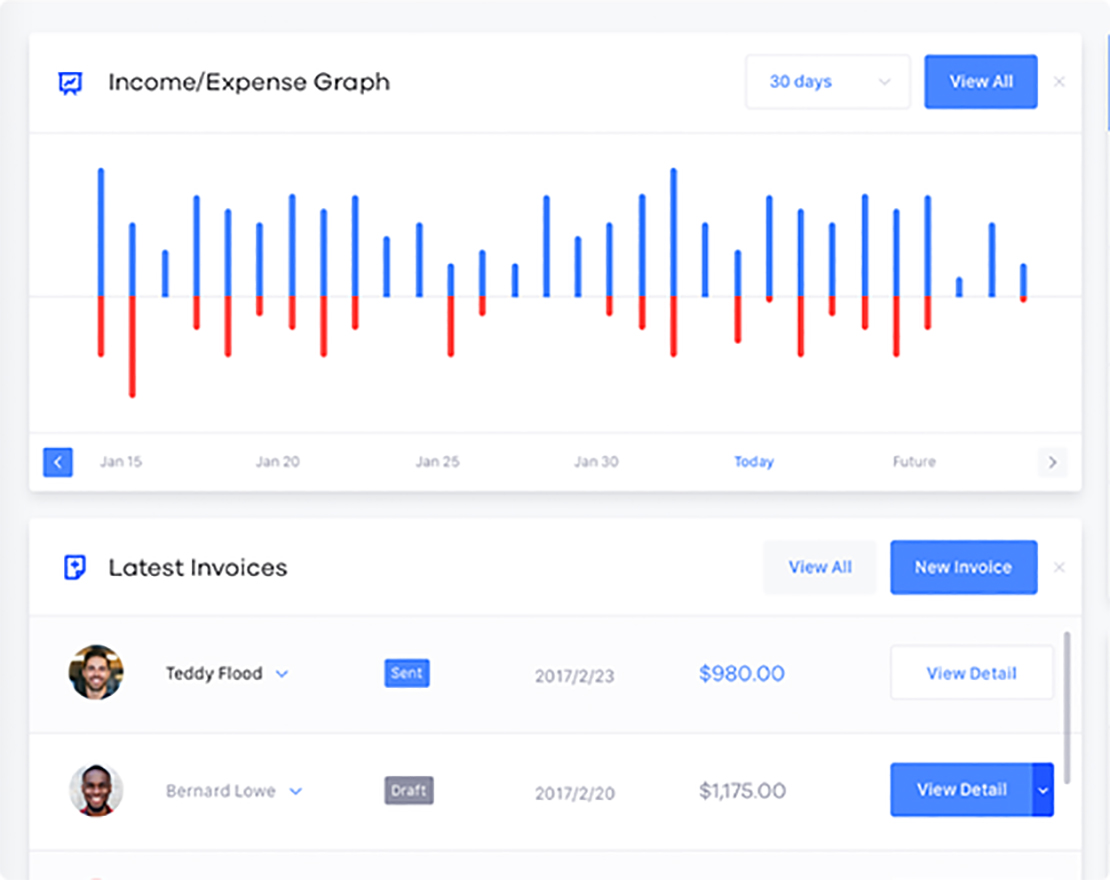 Income/Expense Graph
30 days
View All
Jan 15
Jan 20
Jan 25
Jan 30
Today
Future
Latest Invoices
View All
New Invoice
Teddy Flood
Sent
2017/2/23
$980.00
View Detail
Bernard Lowe
Draft
2017/2/20
$1,175.00
View Detail